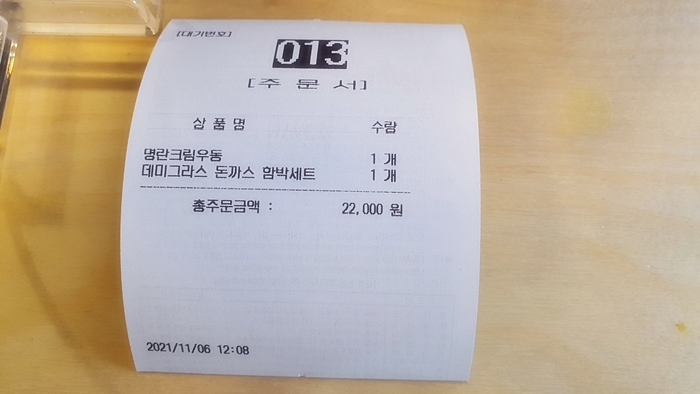 [대기번호]
013
[주 문 서]
상 품 명 수량
명란크림우동 1 개
데미그라스 돈까스 함박세트 1 개
총주문금액 : 22,000 원
2021/11/06 12:08